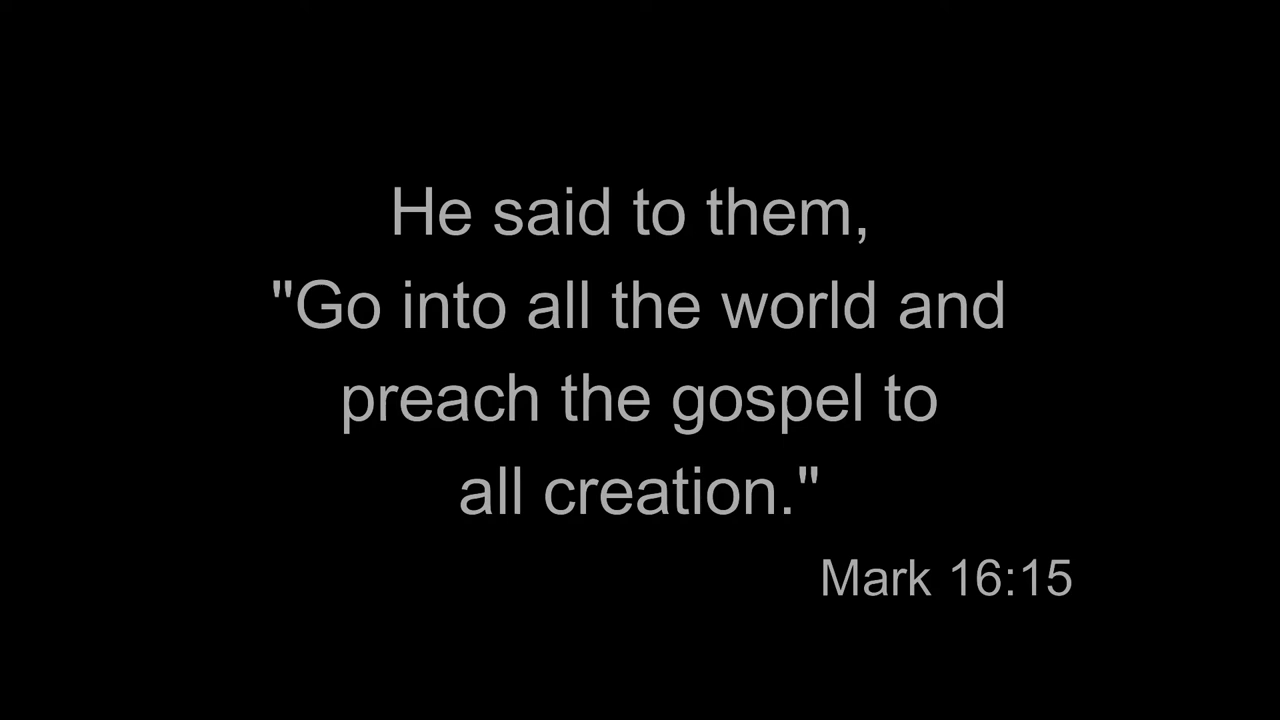 He said to them,
"Go into all the world and
preach the gospel to
all creation."
Mark 16:15